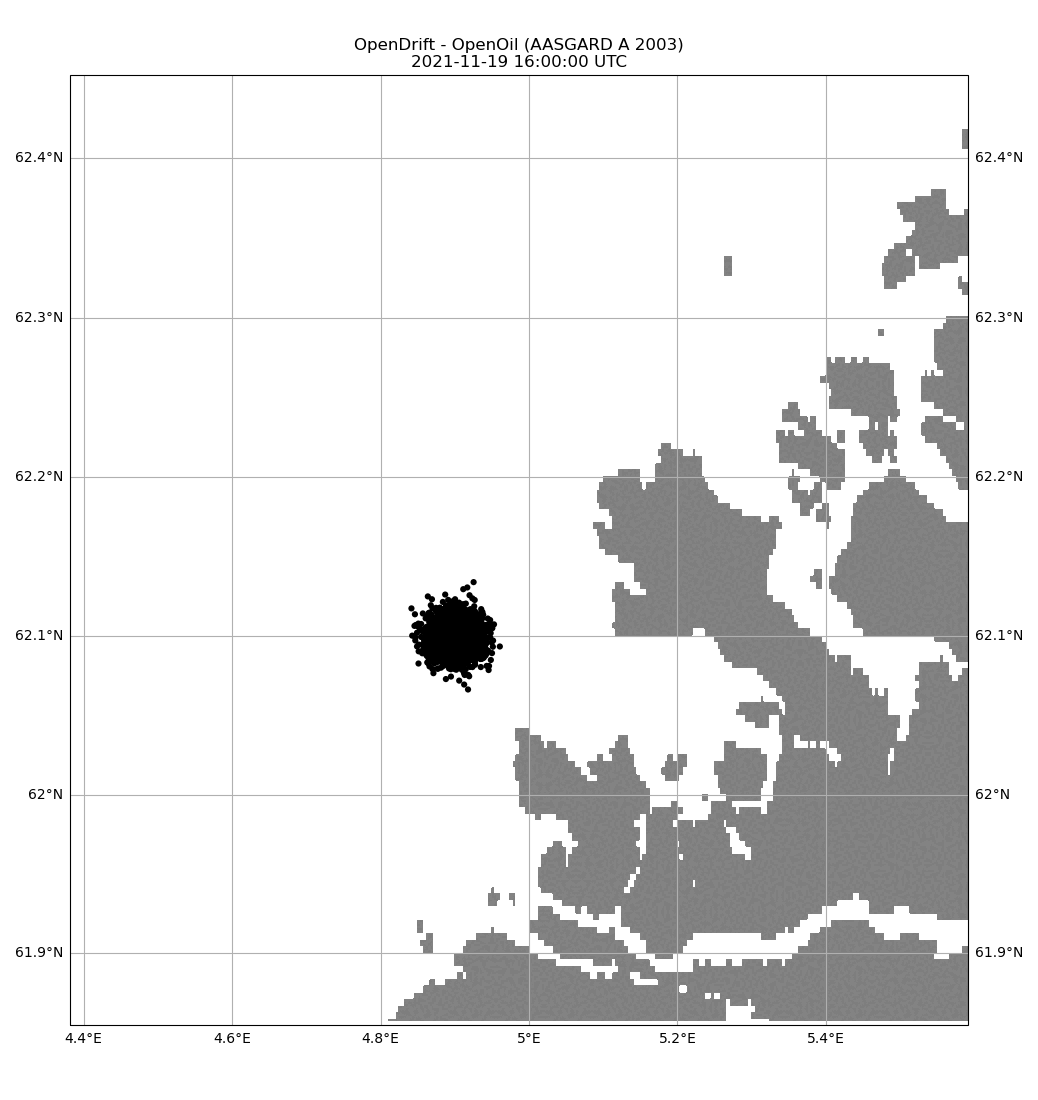 OpenDrift - OpenOil (AASGARD A 2003)
2021-11-19 16:00:00 UTC
62.4°N 62.4°N
62.3°N 62.3°N
62.2°N 62.2°N
62.1°N 62.1°N
62°N 62°N
61.9°N 61.9°N
4.4°E 4.6°E 4.8°E 5°E 5.2°E 5.4°E